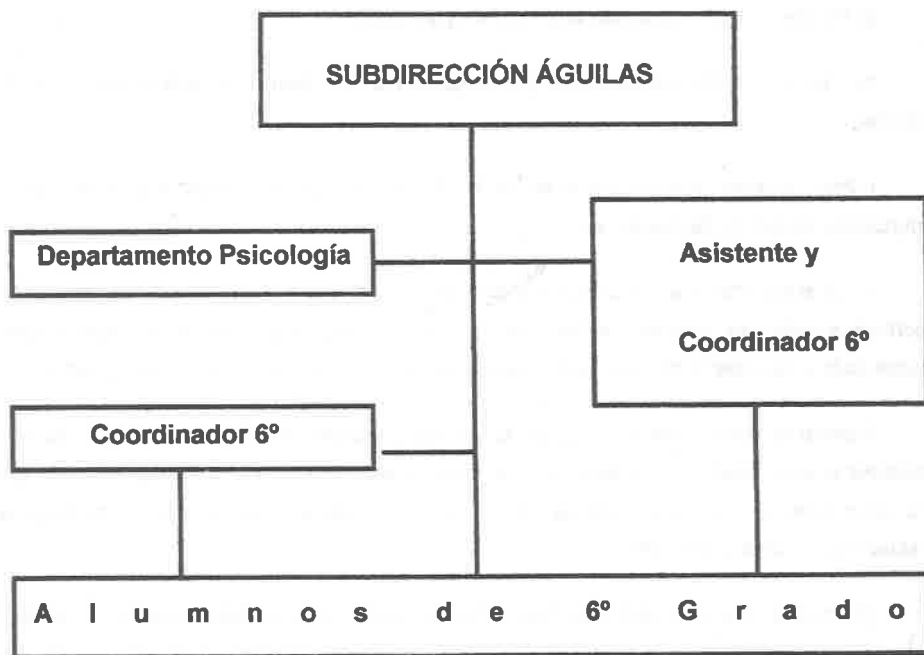 SUBDIRECCIÓN ÁGUILAS
Departamento Psicología
Asistente y
Coordinador 6º
Coordinador 6º
A l u m n o s d e 6º G r a d o